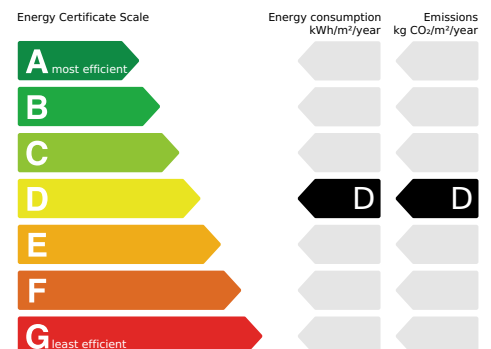 Energy Certificate Scale
Energy consumption
kWh/m²/year
Emissions
kg CO₂/m²/year
A most efficient
B
C
D D D
E
F
G least efficient